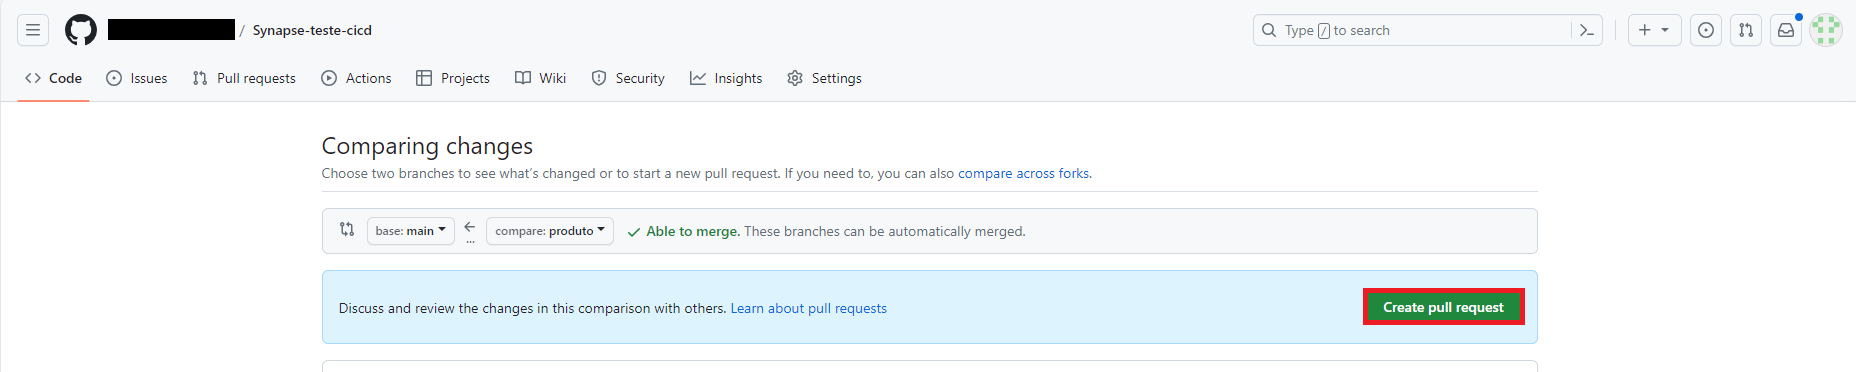 / Synapse-teste-cicd
Type / to search
Code Issues Pull requests Actions Projects Wiki Security Insights Settings
Comparing changes
Choose two branches to see what's changed or to start a new pull request. If you need to, you can also compare across forks.
base: main ← ... compare: produto ✓ Able to merge. These branches can be automatically merged.
Discuss and review the changes in this comparison with others. Learn about pull requests Create pull request